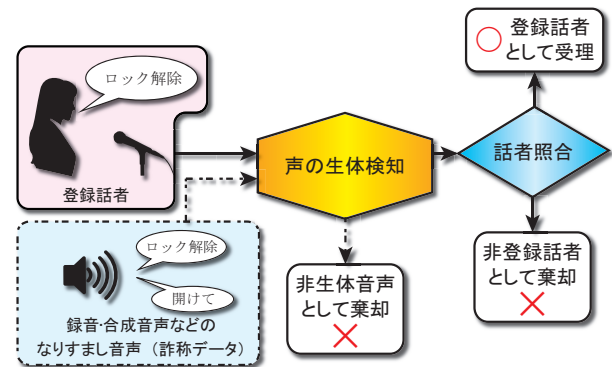 ロック解除
登録話者
ロック解除
開けて
録音·合成音声などの
なりすまし音声（詐称データ）
声の生体検知
非生体音声
として棄却
話者照合
登録話者
として受理
非登録話者
として棄却